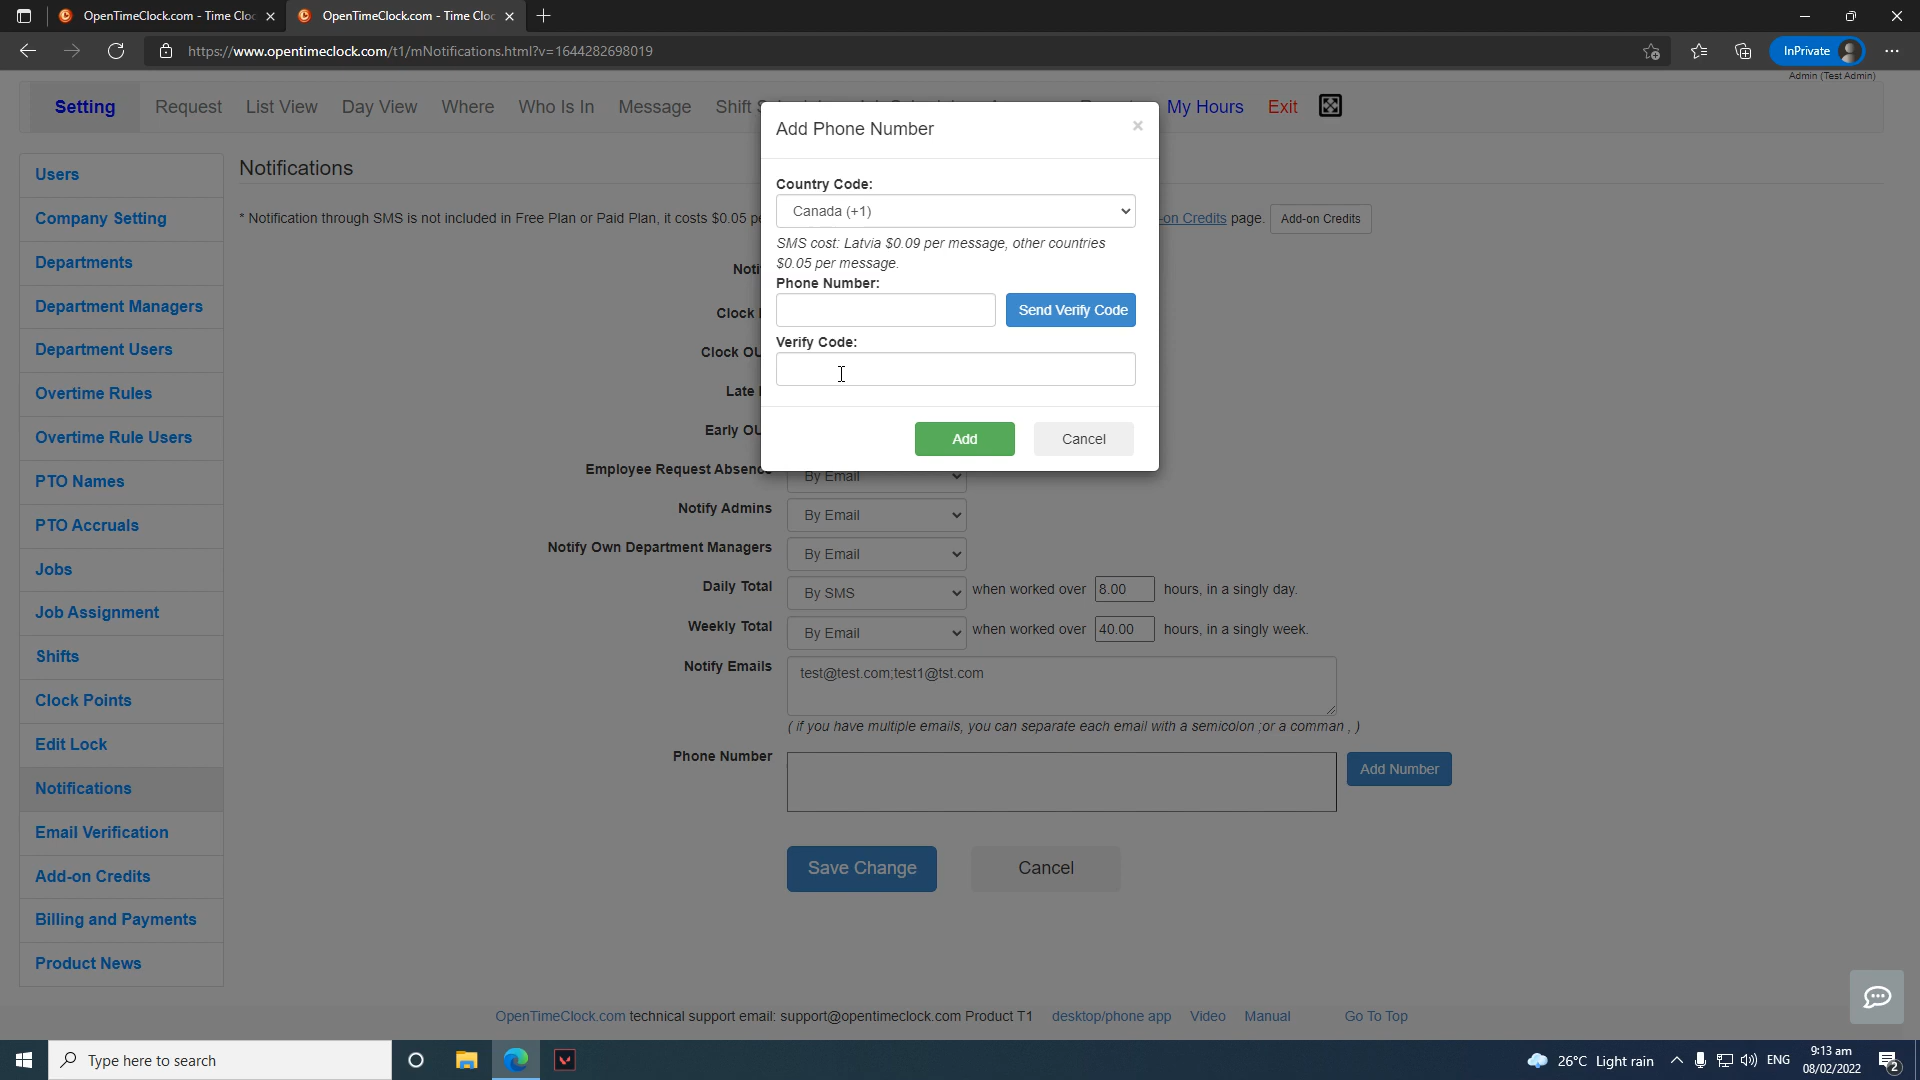 OpenTimeClock.com - Time Cloc
OpenTimeClock.com - Time Cloc
https://www.opentimeclock.com/t1/mNotifications.html?v=1644282698019
InPrivate
Admin (Test Admin)
Setting Request List View Day View Where Who Is In Message Shift My Hours Exit
Add Phone Number
Users
Company Setting
Departments
Department Managers
Department Users
Overtime Rules
Overtime Rule Users
PTO Names
PTO Accruals
Jobs
Job Assignment
Shifts
Clock Points
Edit Lock
Notifications
Email Verification
Add-on Credits
Billing and Payments
Product News
Notifications
* Notification through SMS is not included in Free Plan or Paid Plan, it costs $0.05 pe
-on Credits page. Add-on Credits
Country Code:
Canada (+1)
SMS cost: Latvia $0.09 per message, other countries
$0.05 per message.
Phone Number:
Send Verify Code
Verify Code:
Add Cancel
Noti
Clock I
Clock OU
Late I
Early OU
Employee Request Absence By Email
Notify Admins By Email
Notify Own Department Managers By Email
Daily Total By SMS when worked over 8.00 hours, in a singly day.
Weekly Total By Email when worked over 40.00 hours, in a singly week.
Notify Emails test@test.com;test1@tst.com
( if you have multiple emails, you can separate each email with a semicolon ;or a comman , )
Phone Number Add Number
Save Change Cancel
OpenTimeClock.com technical support email: support@opentimeclock.com Product T1 desktop/phone app Video Manual Go To Top
Type here to search
26°C Light rain ENG
9:13 am
08/02/2022
2